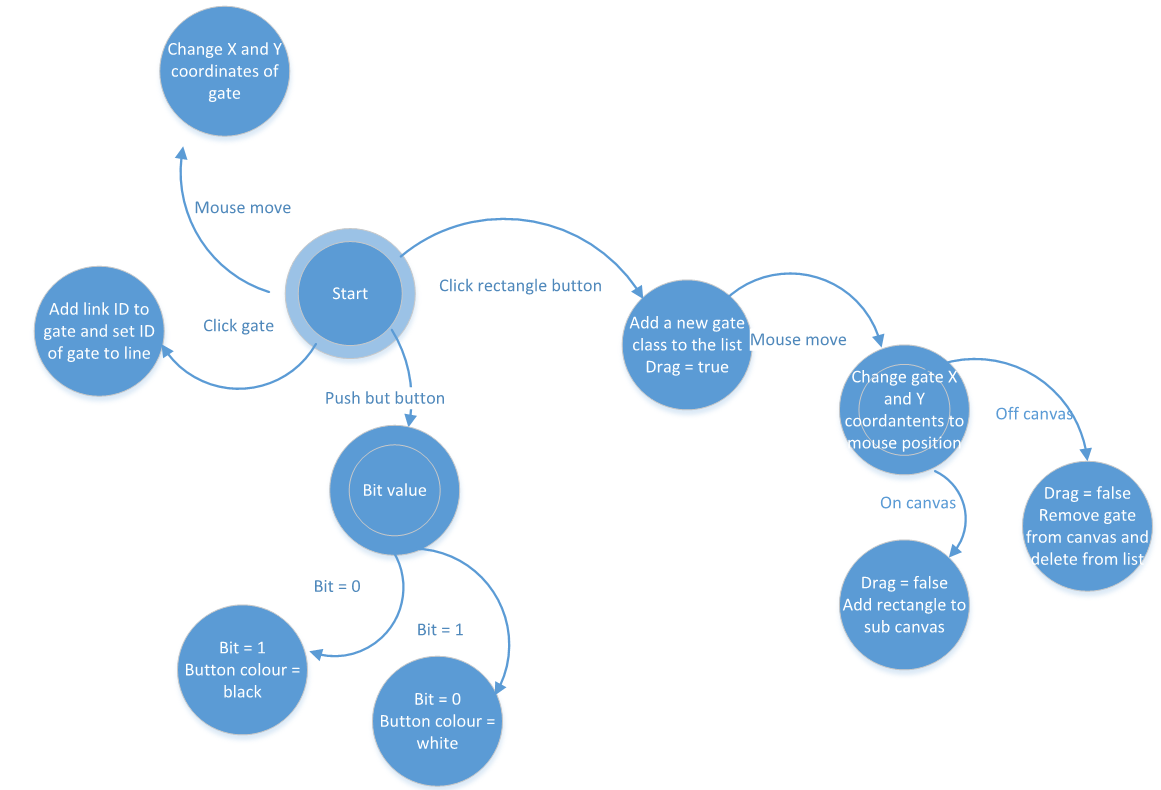 Change X and Y
coordinates of
gate
Mouse move
Start
Click rectangle button
Add link ID to
gate and set ID
of gate to line
Click gate
Add a new gate
class to the list
Drag = true
Mouse move
Change gate X
and Y
coordantents to
mouse position
Off canvas
Push but button
On canvas
Bit value
Drag = false
Remove gate
from canvas and
delete from list
Bit = 0
Bit = 1
Drag = false
Add rectangle to
sub canvas
Bit = 1
Button colour =
black
Bit = 0
Button colour =
white